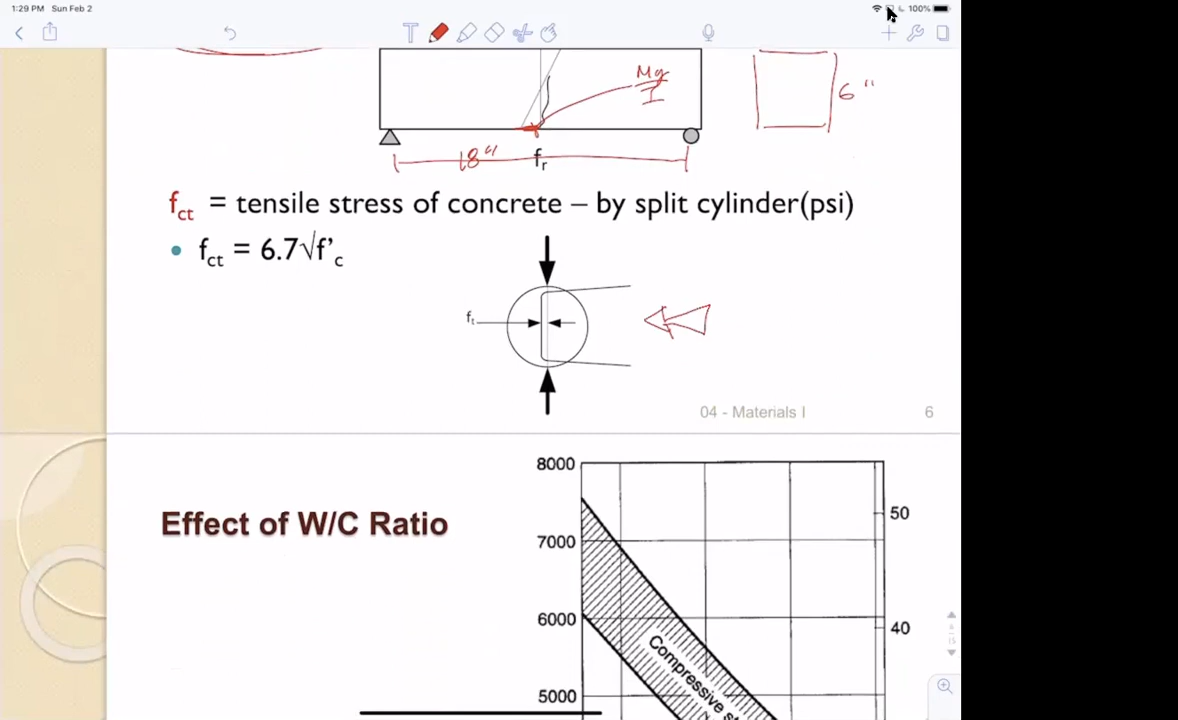 1:29 PM Sun Feb 2
100%
T
My
I
6"
18"
fr
fct = tensile stress of concrete – by split cylinder(psi)
• fct = 6.7√f'c
ft
04 - Materials I
6
Effect of W/C Ratio
8000
7000
6000
5000
50
40
Compressive s